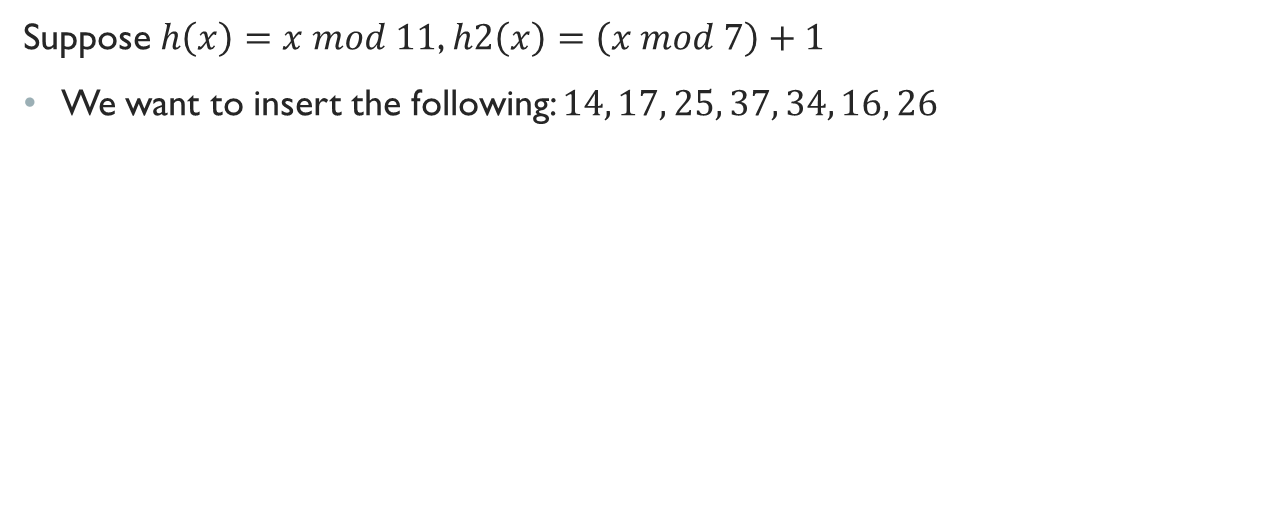 Suppose h(x) = x mod 11, h2(x) = (x mod 7) + 1
• We want to insert the following: 14, 17, 25, 37, 34, 16, 26